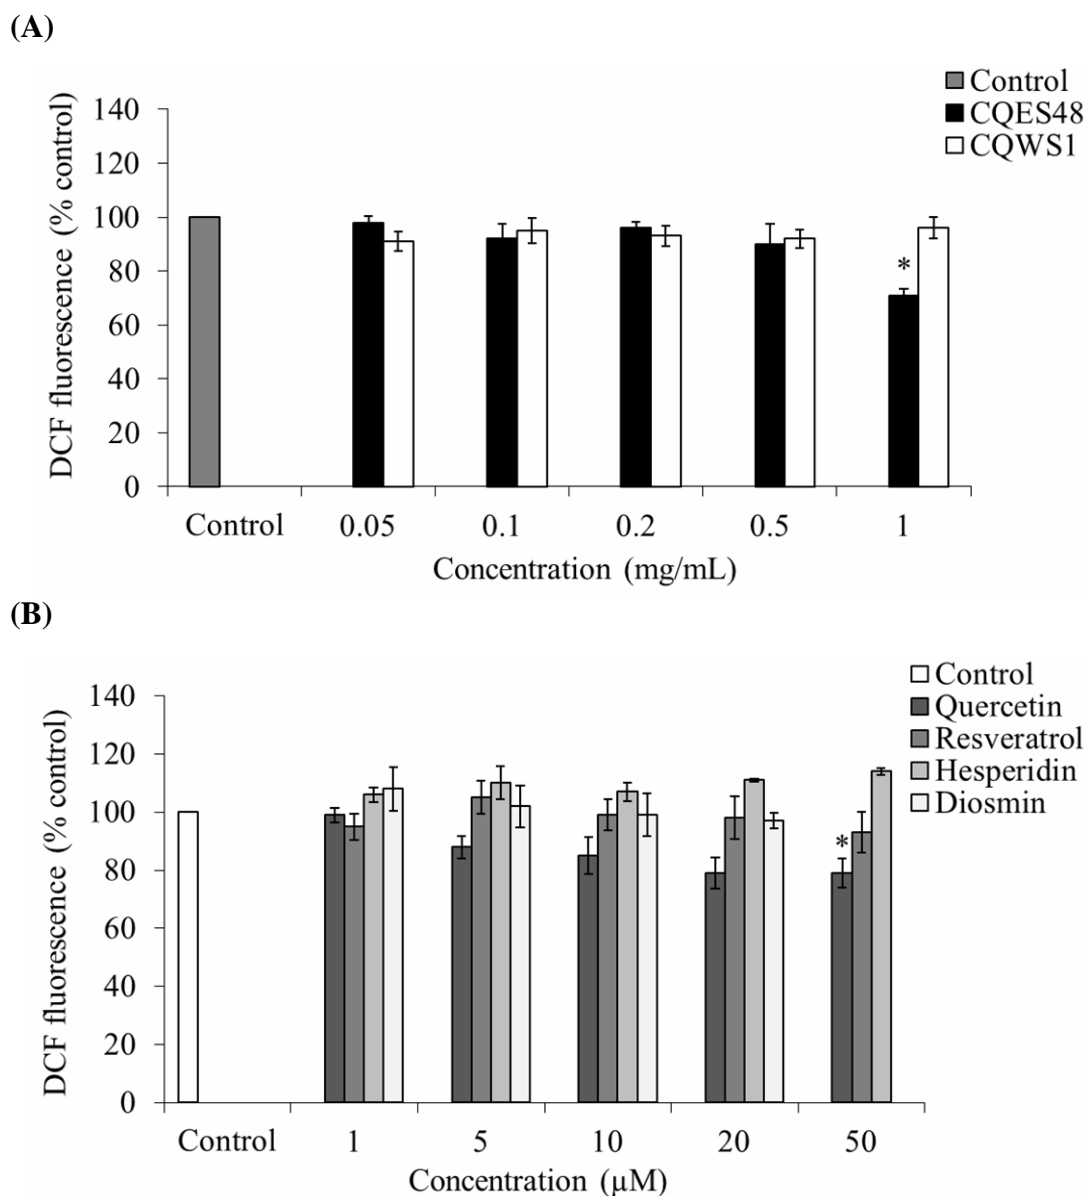 (A)
Control
CQES48
CQWS1
DCF fluorescence (% control)
140
120
100
80
60
40
20
0
*
Control 0.05 0.1 0.2 0.5 1
Concentration (mg/mL)
(B)
Control
Quercetin
Resveratrol
Hesperidin
Diosmin
DCF fluorescence (% control)
140
120
100
80
60
40
20
0
*
Control 1 5 10 20 50
Concentration (μM)